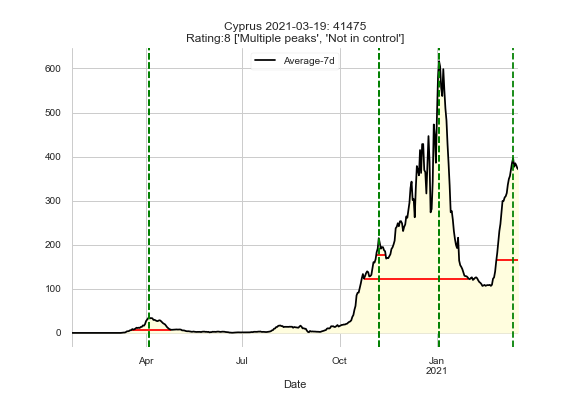 Cyprus 2021-03-19: 41475
Rating:8 ['Multiple peaks', 'Not in control']
Average-7d
600
500
400
300
200
100
0
Apr
Jul
Oct
Jan
2021
Date